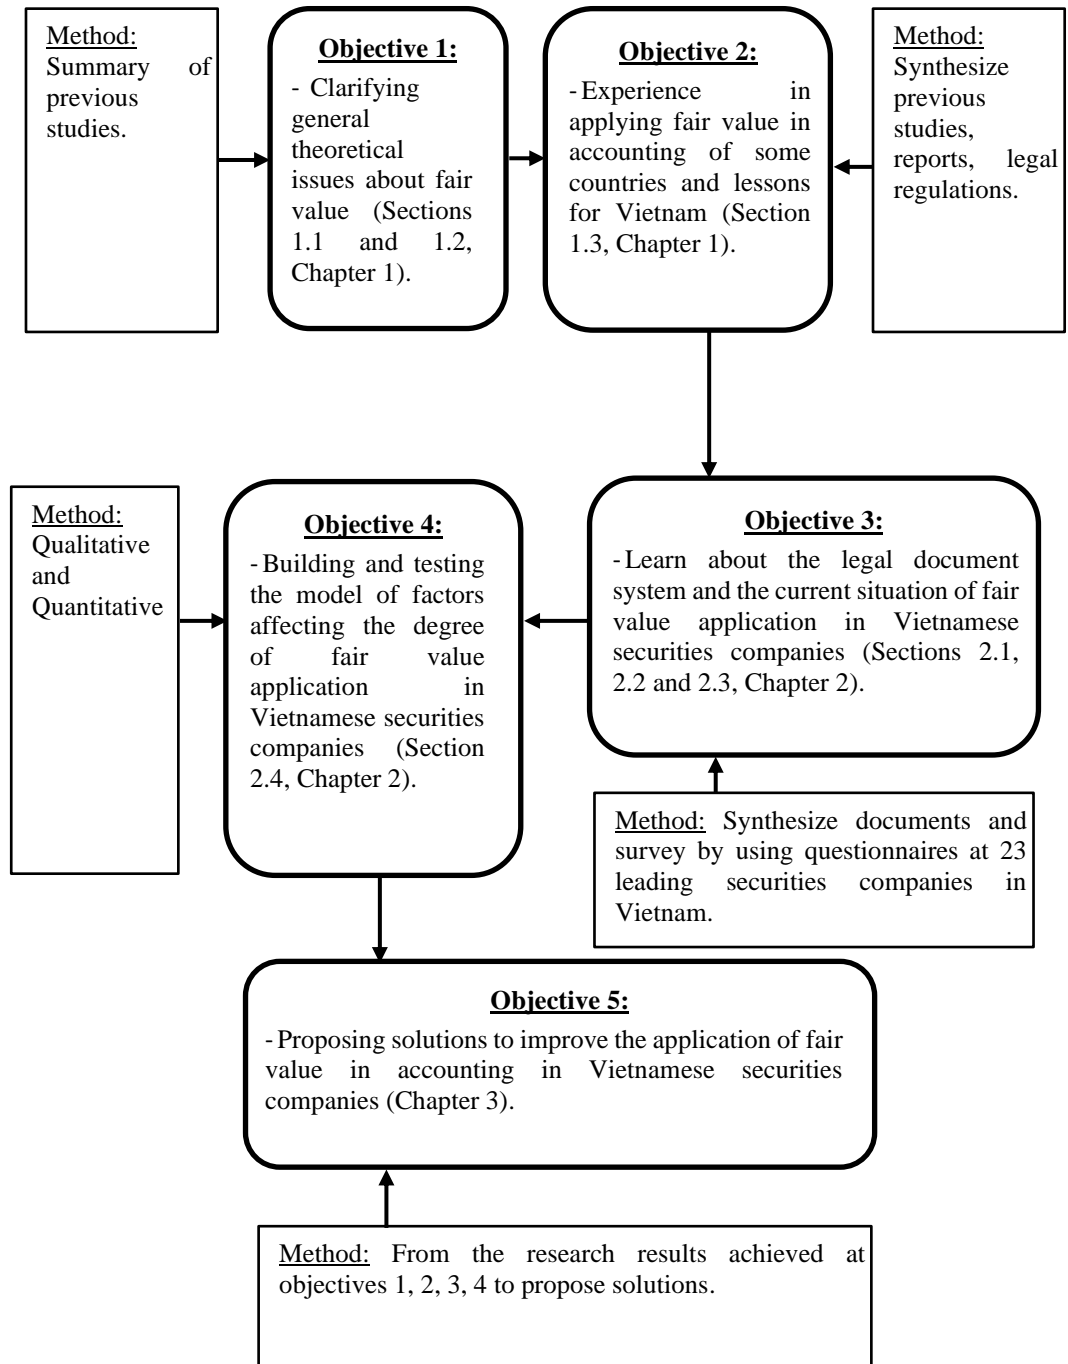 Method:
Summary of
previous
studies.
Objective 1:
- Clarifying
general
theoretical
issues about fair
value (Sections
1.1 and 1.2,
Chapter 1).
Objective 2:
- Experience in
applying fair value in
accounting of some
countries and lessons
for Vietnam (Section
1.3, Chapter 1).
Method:
Synthesize
previous
studies,
reports, legal
regulations.
Method:
Qualitative
and
Quantitative
Objective 4:
- Building and testing
the model of factors
affecting the degree
of fair value
application in
Vietnamese securities
companies (Section
2.4, Chapter 2).
Objective 3:
- Learn about the legal document
system and the current situation of fair
value application in Vietnamese
securities companies (Sections 2.1,
2.2 and 2.3, Chapter 2).
Method: Synthesize documents and
survey by using questionnaires at 23
leading securities companies in
Vietnam.
Objective 5:
- Proposing solutions to improve the application of fair
value in accounting in Vietnamese securities
companies (Chapter 3).
Method: From the research results achieved at
objectives 1, 2, 3, 4 to propose solutions.